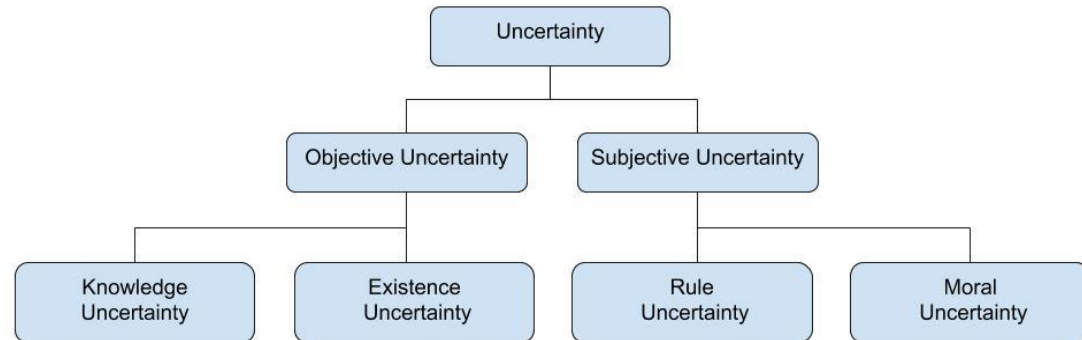 Uncertainty
Objective Uncertainty
Subjective Uncertainty
Knowledge
Uncertainty
Existence
Uncertainty
Rule
Uncertainty
Moral
Uncertainty